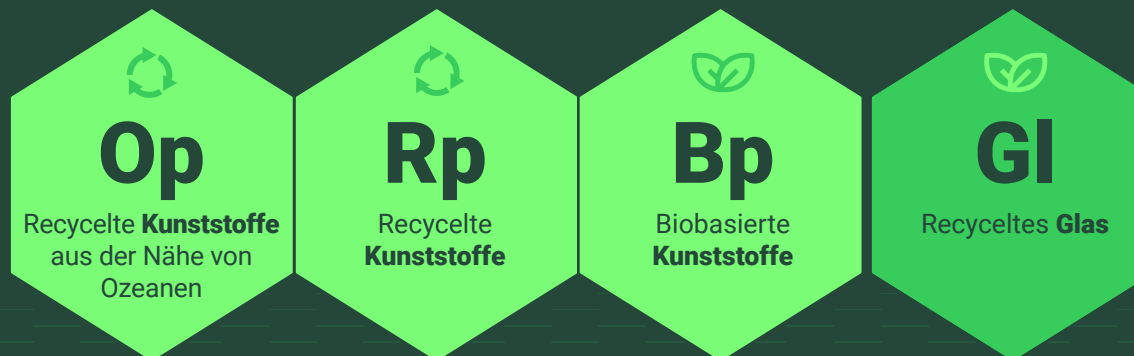 Op
Recycelte Kunststoffe
aus der Nähe von
Ozeanen
Rp
Recycelte
Kunststoffe
Bp
Biobasierte
Kunststoffe
Gl
Recyceltes Glas